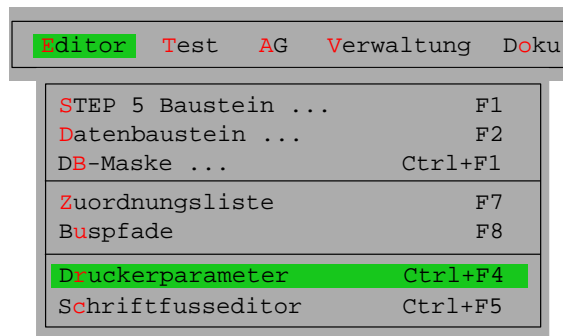 Editor Test AG Verwaltung Doku
STEP 5 Baustein ... F1
Datenbaustein ... F2
DB-Maske ... Ctrl+F1
Zuordnungsliste F7
Buspfade F8
Druckerparameter Ctrl+F4
Schriftfusseditor Ctrl+F5